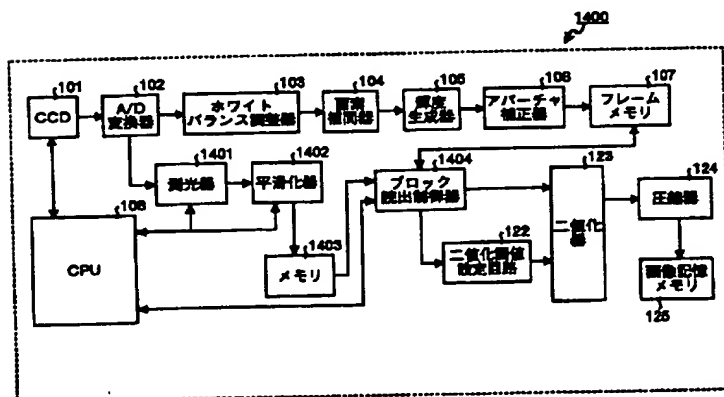 1400
101
CCD
102
A/D
変換器
103
ホワイト
バランス調整器
104
画素
補間器
105
輝度
生成器
106
アパーチャ
補正器
107
フレーム
メモリ
1401
測光器
1402
平滑化器
1403
メモリ
108
CPU
1404
ブロック
読出制御器
122
二値化閾値
設定回路
123
二値化
器
124
圧縮器
画像記憶
メモリ
125